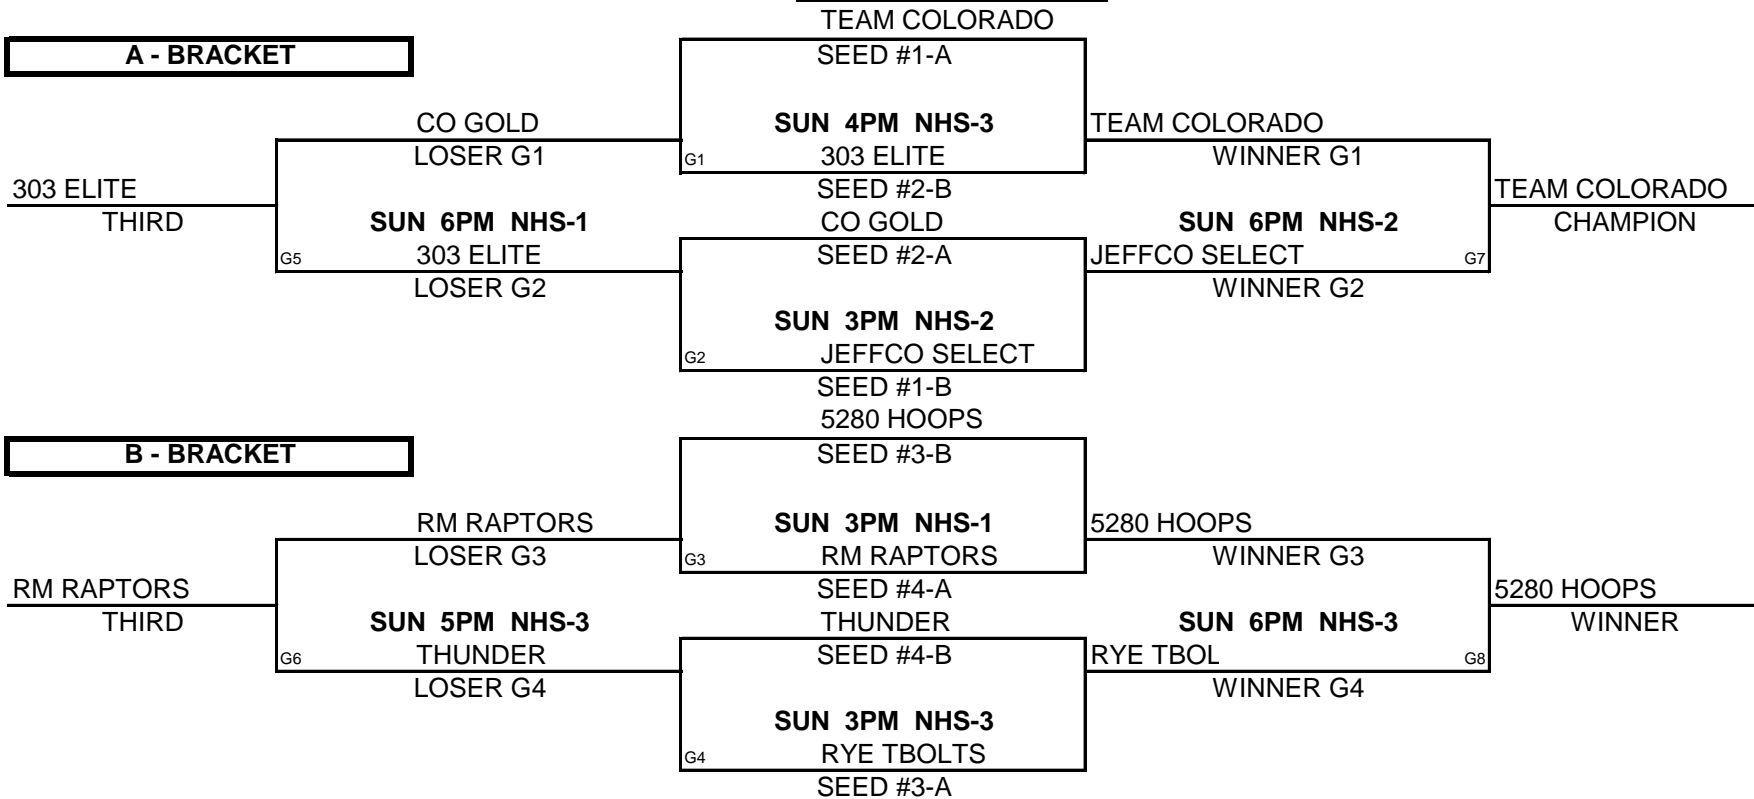 TEAM COLORADO
A - BRACKET
SEED #1-A
CO GOLD
SUN 4PM NHS-3
TEAM COLORADO
LOSER G1
G1
303 ELITE
WINNER G1
303 ELITE
SEED #2-B
TEAM COLORADO
THIRD
SUN 6PM NHS-1
CO GOLD
SUN 6PM NHS-2
CHAMPION
G5
303 ELITE
SEED #2-A
JEFFCO SELECT
G7
LOSER G2
WINNER G2
SUN 3PM NHS-2
G2
JEFFCO SELECT
SEED #1-B
5280 HOOPS
B - BRACKET
SEED #3-B
RM RAPTORS
SUN 3PM NHS-1
5280 HOOPS
LOSER G3
G3
RM RAPTORS
WINNER G3
RM RAPTORS
SEED #4-A
5280 HOOPS
THIRD
SUN 5PM NHS-3
THUNDER
SUN 6PM NHS-3
WINNER
G6
THUNDER
SEED #4-B
RYE TBOL
G8
LOSER G4
WINNER G4
SUN 3PM NHS-3
G4
RYE TBOLTS
SEED #3-A